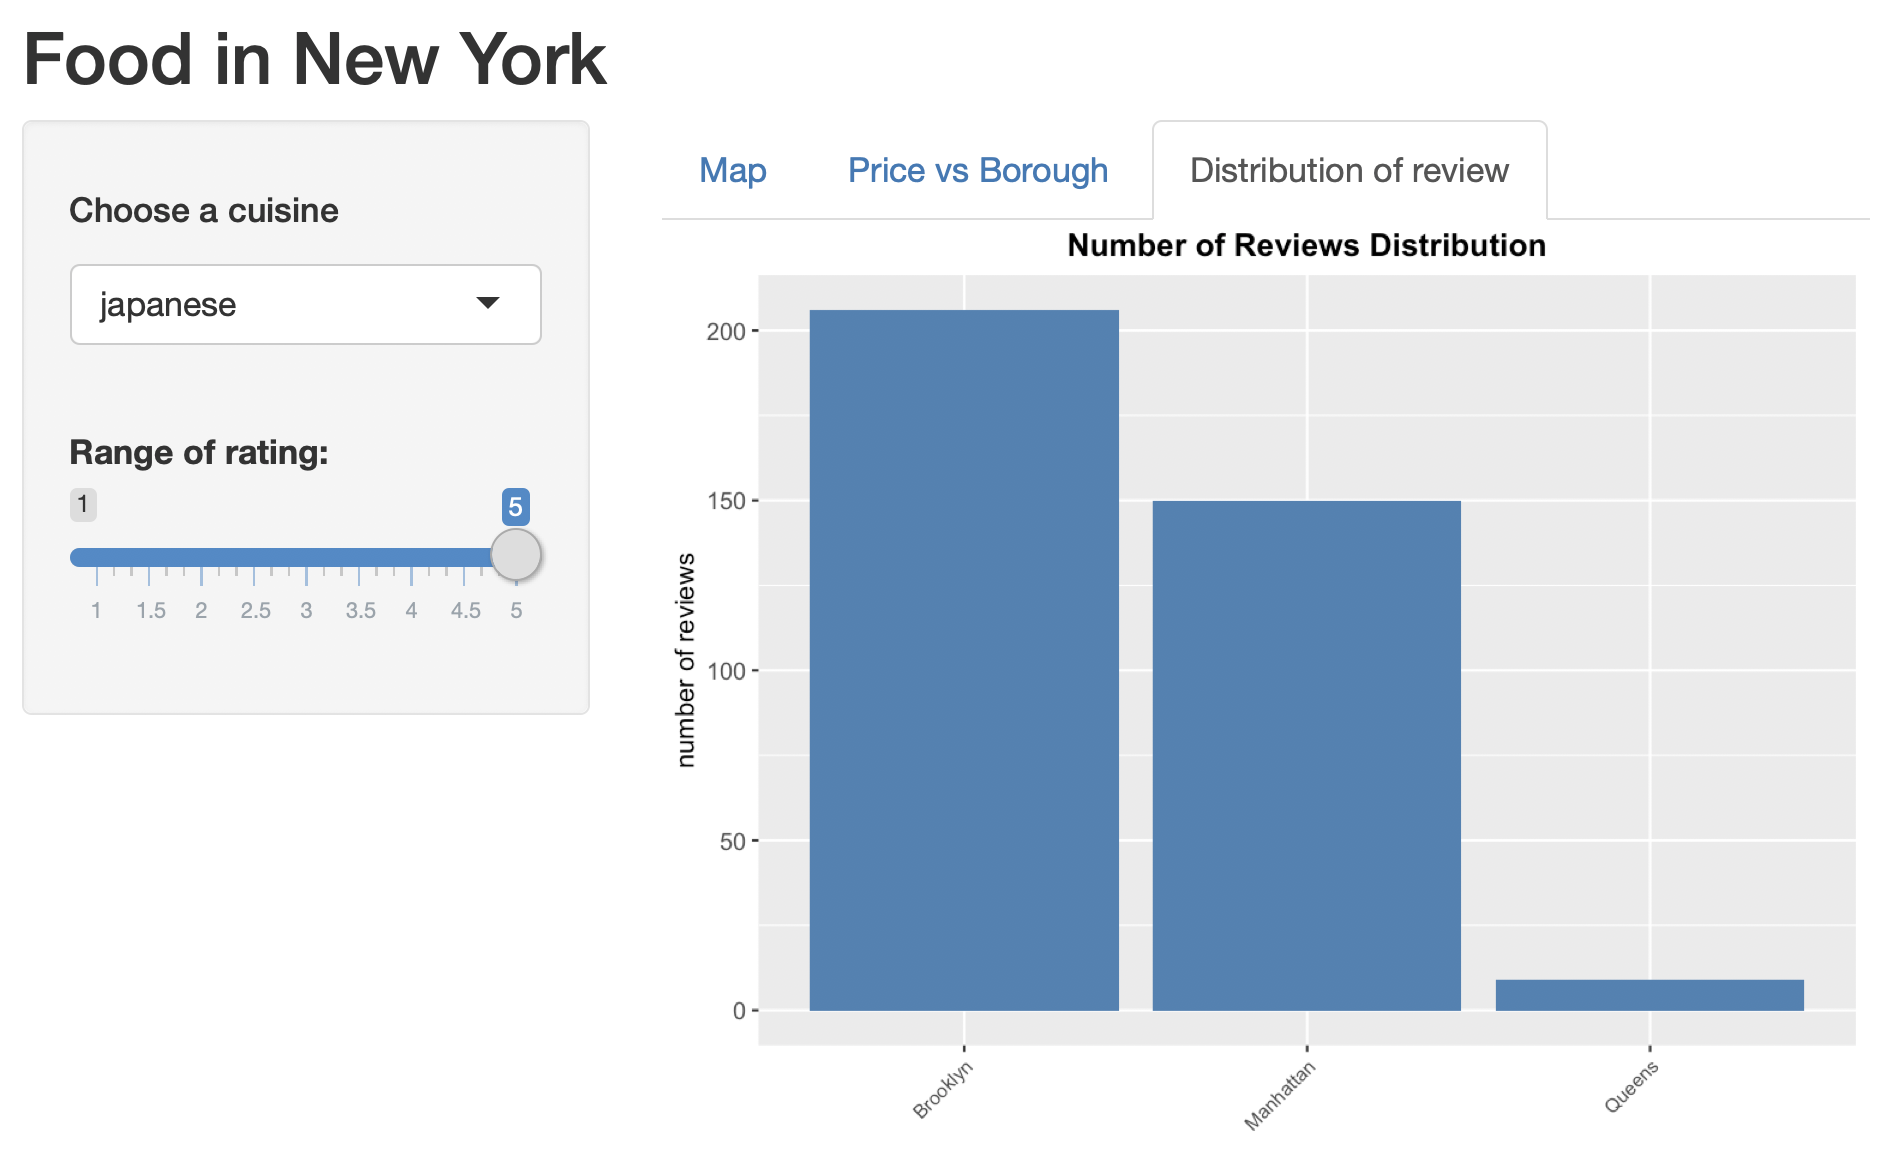 Food in New York
Choose a cuisine
japanese
Range of rating:
1
5
1 1.5 2 2.5 3 3.5 4 4.5 5
Map Price vs Borough Distribution of review
Number of Reviews Distribution
number of reviews
200
150
100
50
0
Brooklyn Manhattan Queens